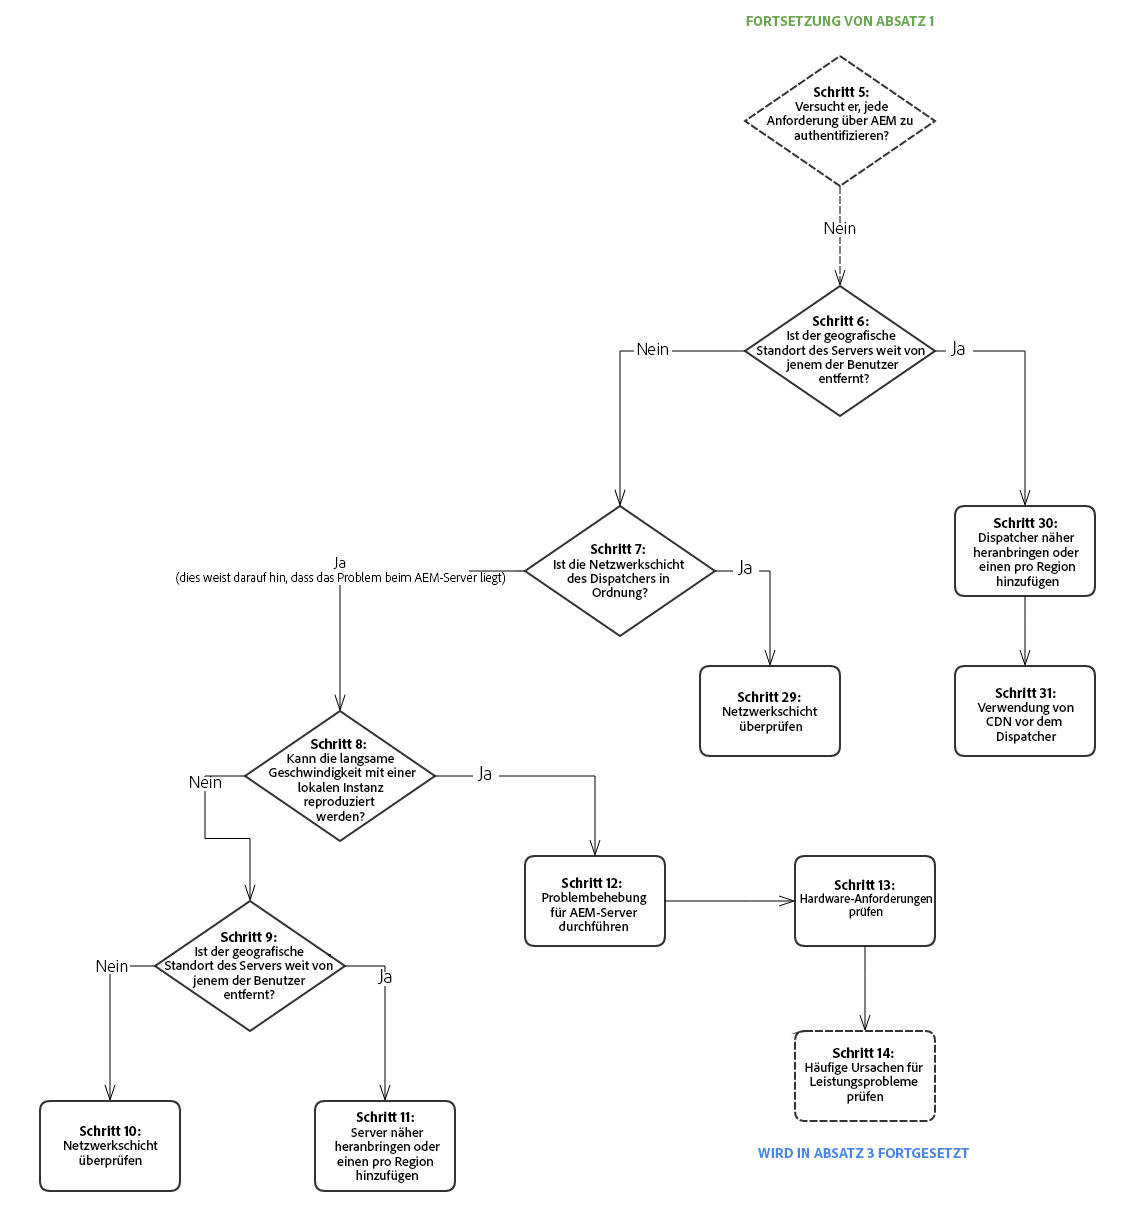 FORTSETZUNG VON ABSATZ 1
Schritt 5:
Versucht er, jede
Anforderung über AEM zu
authentifizieren?
Nein
Schritt 6:
Ist der geografische
Standort des Servers weit von
jenem der Benutzer
entfernt?
Nein
Ja
Schritt 7:
Ist die Netzwerkschicht
des Dispatchers in
Ordnung?
Ja
(dies weist darauf hin, dass das Problem beim AEM-Server liegt)
Ja
Schritt 30:
Dispatcher näher
heranbringen oder
einen pro Region
hinzufügen
Schritt 29:
Netzwerkschicht
überprüfen
Schritt 31:
Verwendung von
CDN vor dem
Dispatcher
Schritt 8:
Kann die langsame
Geschwindigkeit mit einer
lokalen Instanz
reproduziert
werden?
Nein
Ja
Schritt 12:
Problembehebung
für AEM-Server
durchführen
Schritt 13:
Hardware-Anforderungen
prüfen
Schritt 9:
Ist der geografische
Standort des Servers weit von
jenem der Benutzer
entfernt?
Nein
Ja
Schritt 14:
Häufige Ursachen für
Leistungsprobleme
prüfen
Schritt 10:
Netzwerkschicht
überprüfen
Schritt 11:
Server näher
heranbringen oder
einen pro Region
hinzufügen
WIRD IN ABSATZ 3 FORTGESETZT